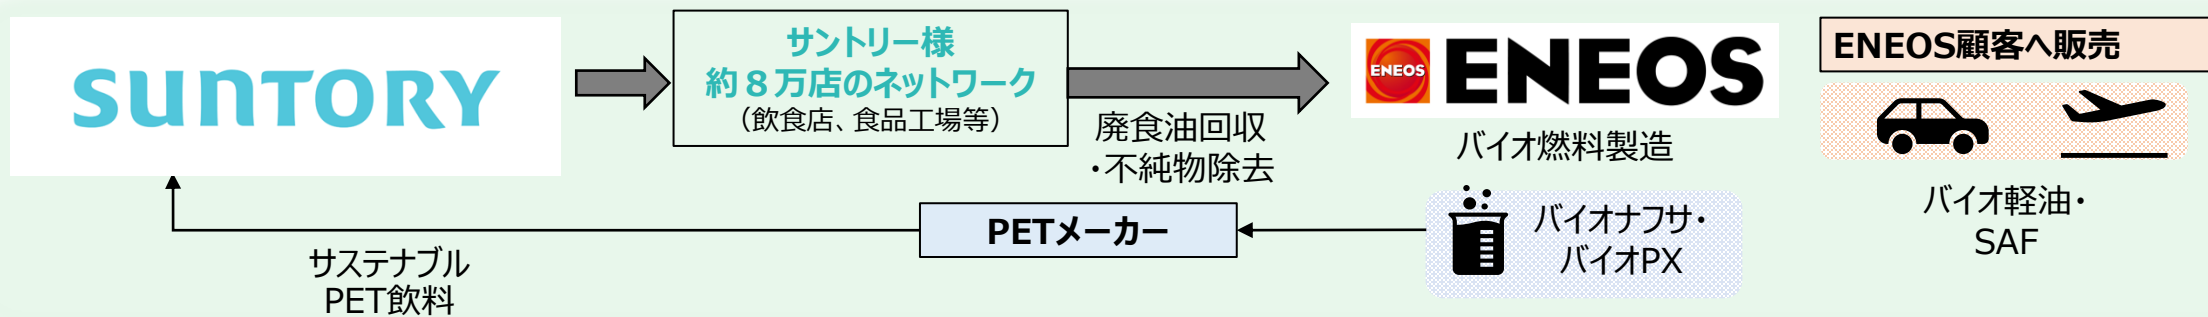 SUNTORY
サントリー様
約８万店のネットワーク
（飲食店、食品工場等）
廃食油回収
・不純物除去
ENEOS ENEOS
バイオ燃料製造
ENEOS顧客へ販売
バイオ軽油・
SAF
バイオナフサ・
バイオPX
PETメーカー
サステナブル
PET飲料